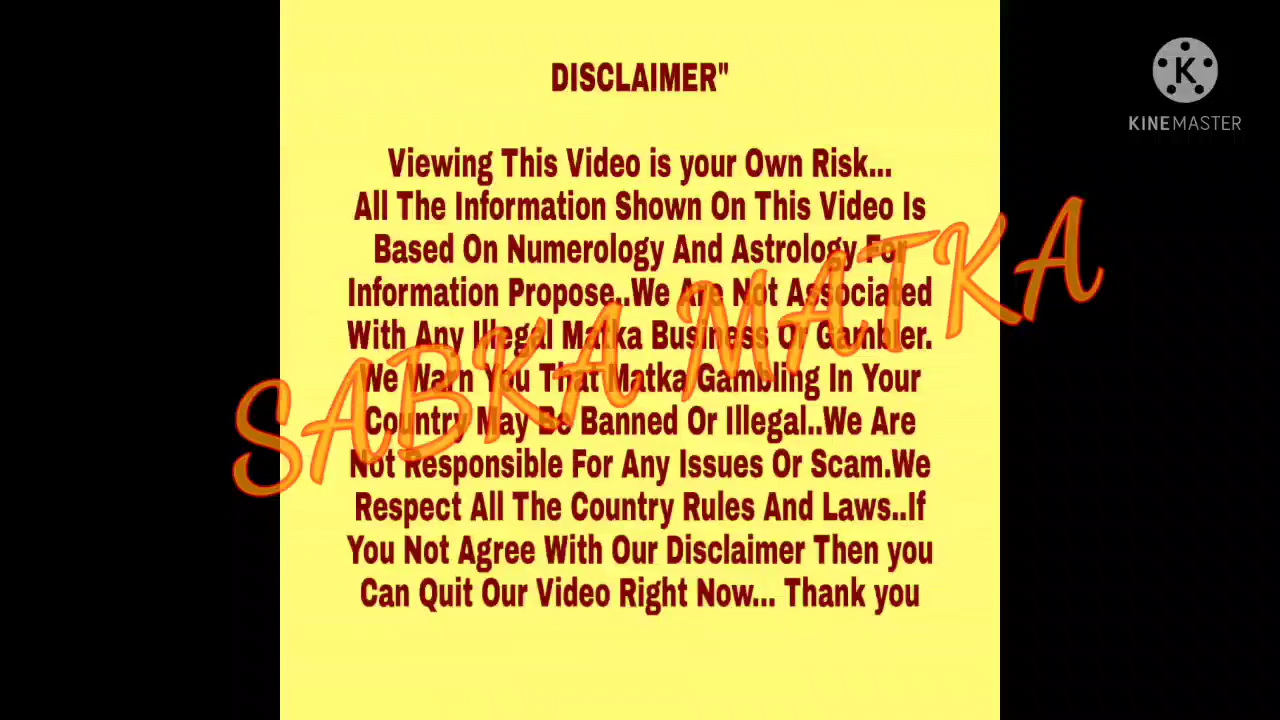 DISCLAIMER"
Viewing This Video is your Own Risk...
All The Information Shown On This Video Is
Based On Numerology And Astrology For
Information Propose..We Are Not Associated
With Any Illegal Matka Business Or Gambler.
We Warn You That Matka Gambling In Your
Country May Be Banned Or Illegal..We Are
Not Responsible For Any Issues Or Scam.We
Respect All The Country Rules And Laws..If
You Not Agree With Our Disclaimer Then you
Can Quit Our Video Right Now... Thank you
SABKA MATKA
K
KINEMASTER